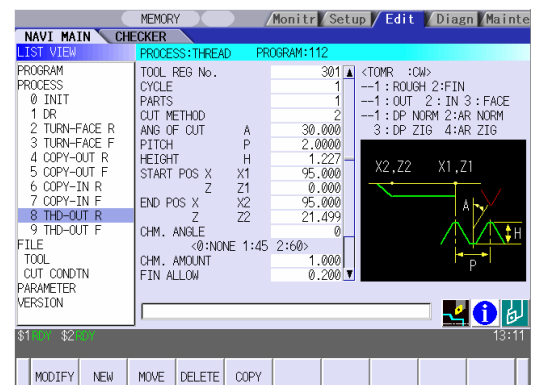 MEMORY Monitr Setup Edit Diagn Mainte
NAVI MAIN CHECKER
LIST VIEW PROCESS:THREAD PROGRAM:112
PROGRAM
PROCESS
0 INIT
1 DR
2 TURN-FACE R
3 TURN-FACE F
4 COPY-OUT R
5 COPY-OUT F
6 COPY-IN R
7 COPY-IN F
8 THD-OUT R
9 THD-OUT F
FILE
TOOL
CUT CONDTN
PARAMETER
VERSION
TOOL REG No. 301
CYCLE 1
PARTS 1
CUT METHOD 2
ANG OF CUT A 30.000
PITCH P 2.0000
HEIGHT H 1.227
START POS X X1 95.000
Z Z1 0.000
END POS X X2 95.000
Z Z2 21.499
CHM. ANGLE 0
<0:NONE 1:45 2:60>
CHM. AMOUNT 1.000
FIN ALLOW 0.200
<TOMR :CW>
--1:ROUGH 2:FIN
--1:OUT 2:IN 3:FACE
--1:DP NORM 2:AR NORM
3:DP ZIG 4:AR ZIG
X2,Z2 X1,Z1
A
H
P
$1 RDY $2 RDY 13:11
MODIFY NEW MOVE DELETE COPY